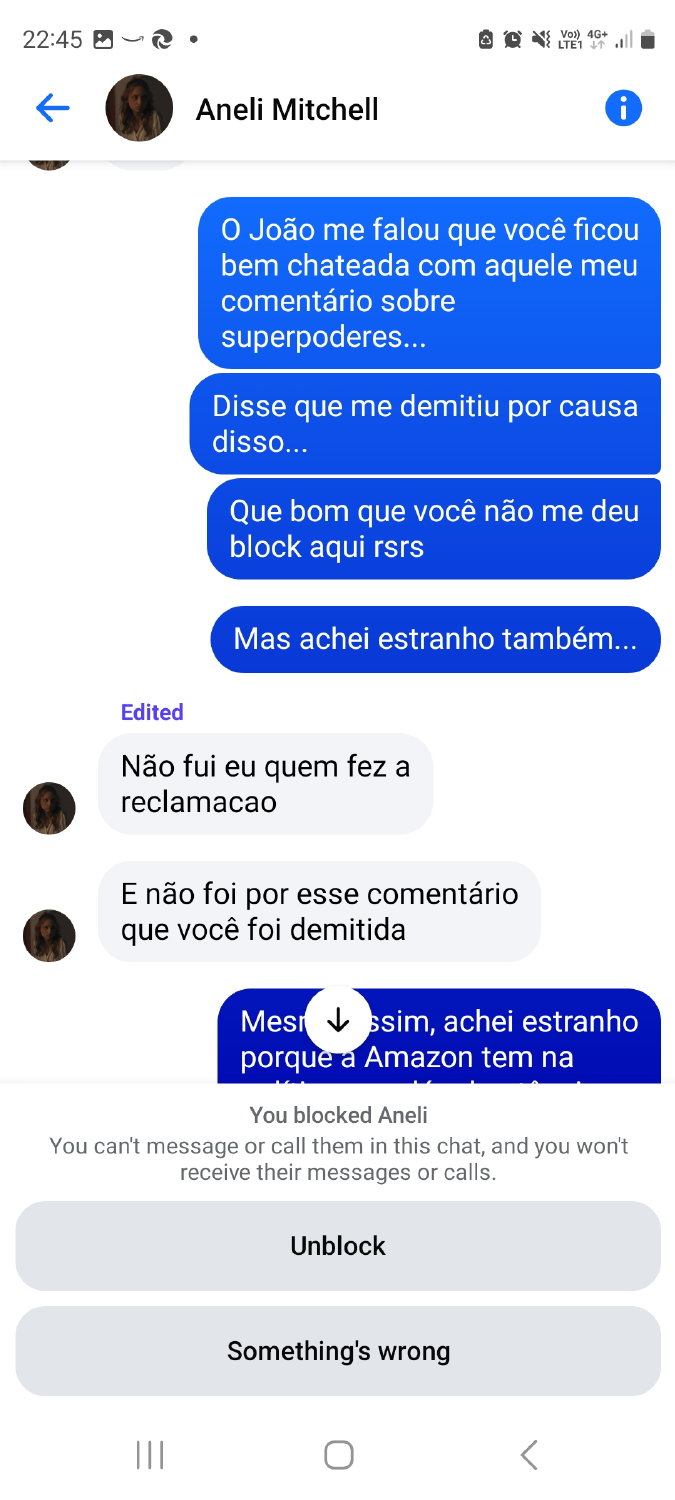 22:45
Vo)) 4G+
LTE1
Aneli Mitchell
O João me falou que você ficou
bem chateada com aquele meu
comentário sobre
superpoderes...
Disse que me demitiu por causa
disso...
Que bom que você não me deu
block aqui rsrs
Mas achei estranho também...
Edited
Não fui eu quem fez a
reclamacao
E não foi por esse comentário
que você foi demitida
achei estranho
porque a Amazon tem na
You blocked Aneli
You can't message or call them in this chat, and you won't
receive their messages or calls.
Unblock
Something's wrong